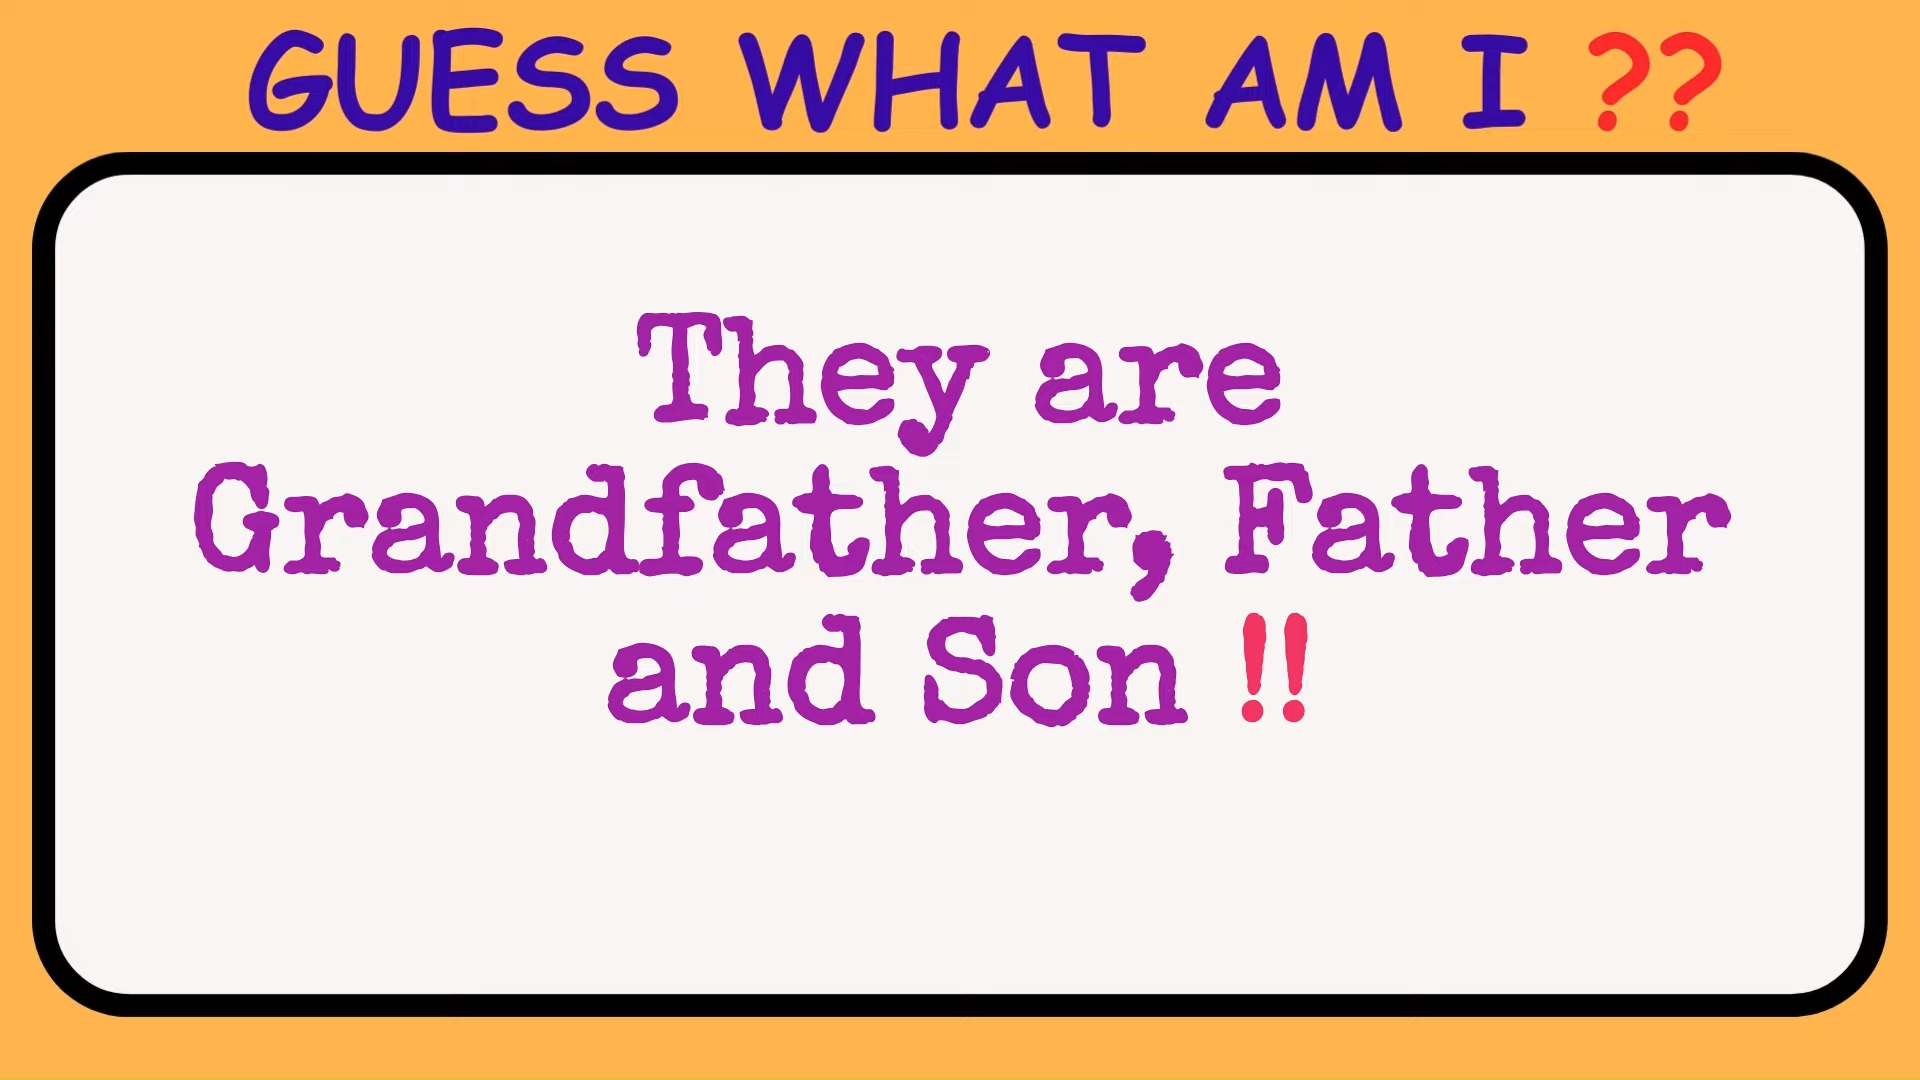 GUESS WHAT AM I ??
They are
Grandfather, Father
and Son !!